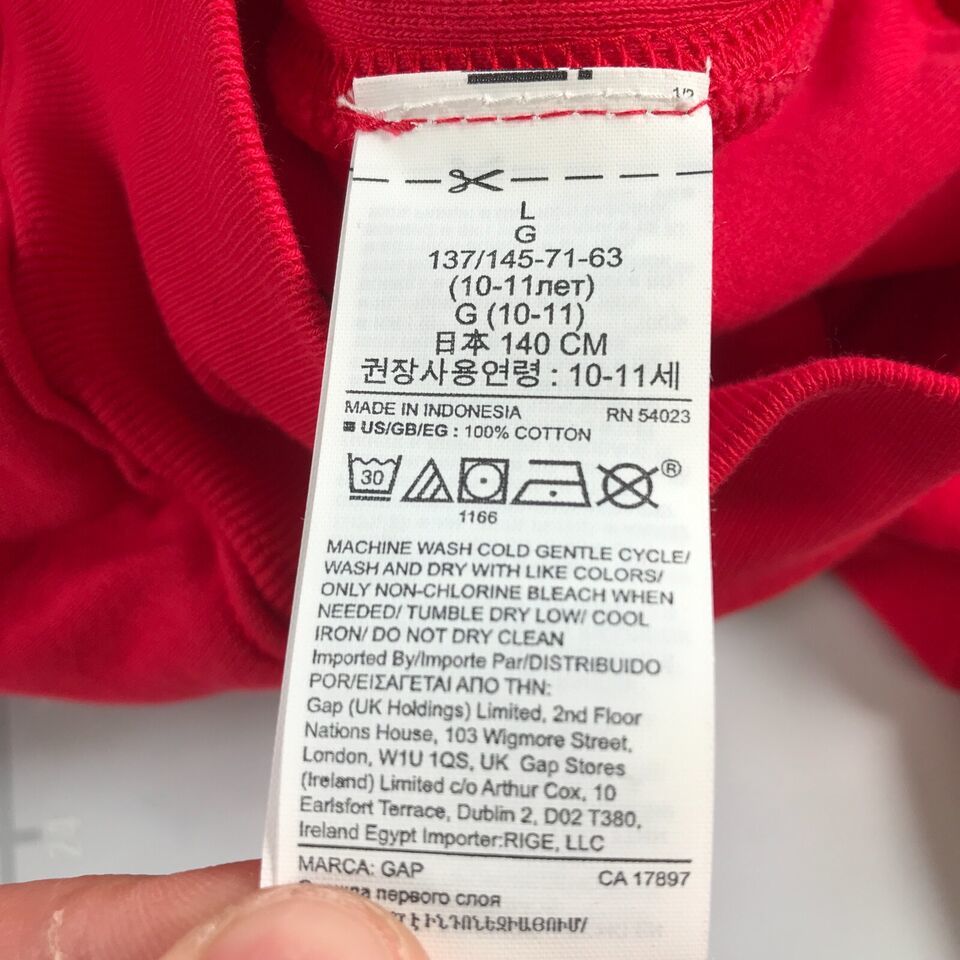 1/2
L
G
137/145-71-63
(10-11лет)
G (10-11)
日本 140 CM
권장사용연령 : 10-11세
MADE IN INDONESIA RN 54023
US/GB/EG : 100% COTTON
30 ®
1166
MACHINE WASH COLD GENTLE CYCLE/
WASH AND DRY WITH LIKE COLORS/
ONLY NON-CHLORINE BLEACH WHEN
NEEDED/ TUMBLE DRY LOW/ COOL
IRON/ DO NOT DRY CLEAN
Imported By/Importe Par/DISTRIBUIDO
POR/ΕΙΣΑΓΕΤΑΙ ΑΠΟ ΤΗΝ:
Gap (UK Holdings) Limited, 2nd Floor
Nations House, 103 Wigmore Street,
London, W1U 1QS, UK Gap Stores
(Ireland) Limited c/o Arthur Cox, 10
Earlsfort Terrace, Dublin 2, D02 T380,
Ireland Egypt Importer:RIGE, LLC
MARCA: GAP CA 17897
первого слоя
Է ԻՆԴՈՆԵԶԻԱՅՈՒՄ/